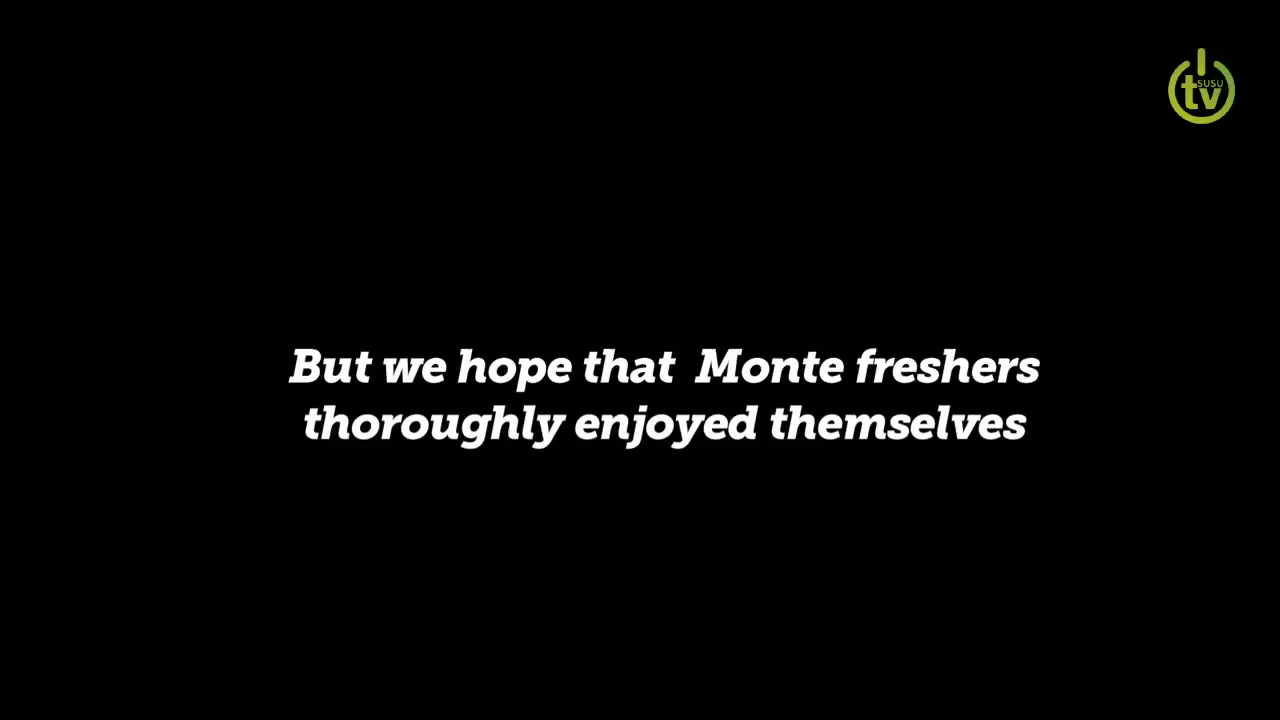 SUSU
tv
But we hope that  Monte freshers
thoroughly enjoyed themselves